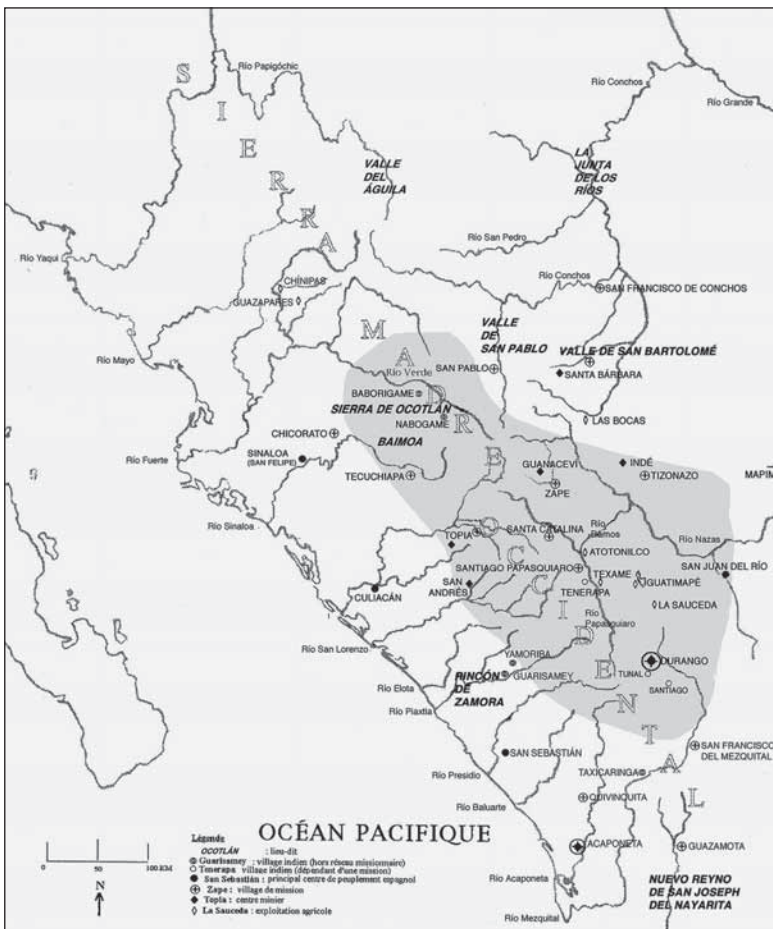 S
I
E
R
R
A
M
A
D
R
E
O
C
C
I
D
E
N
T
A
L
Río Papigóchic
Río Conchos
Río Grande
VALLE
DEL
ÁGUILA
LA
JUNTA
DE LOS
RÍOS
Río San Pedro
Río Yaqui
Río Conchos
SAN FRANCISCO DE CONCHOS
CHÍNIPAS
GUAZAPARES
VALLE
DE
SAN PABLO
VALLE DE SAN BARTOLOMÉ
Río Mayo
Río Verde
SAN PABLO
SANTA BÁRBARA
BABORIGAME
SIERRA DE OCOTLÁN
NABOGAME
LAS BOCAS
CHICORATO
BAIMOA
SINALOA
(SAN FELIPE)
Río Fuerte
TECUCHIAPA
GUANACEVÍ
INDÉ
ZAPE
TIZONAZO
MAPIM
Río Sinaloa
TOPIA
SANTA CATALINA
Río
Ramos
Río Nazas
ATOTONILCO
SANTIAGO PAPASQUIARO
TEXAME
SAN JUAN DEL RÍO
SAN
ANDRÉS
TENERAPA
GUATIMAPÉ
CULIACÁN
LA SAUCEDA
Río
Papasquiaro
Río San Lorenzo
YAMORIBA
DURANGO
GUARISAMEY
TUNAL
SANTIAGO
RINCÓN
DE
ZAMORA
Río Elota
Río Piaxtla
SAN SEBASTIÁN
SAN FRANCISCO
DEL MEZQUITAL
Río Presidio
TAXICARINGA
QUIVINQUITA
Río Baluarte
ACAPONETA
GUAZAMOTA
Río Acaponeta
NUEVO REYNO
DE SAN JOSEPH
DEL NAYARITA
Río Mezquital
OCÉAN PACIFIQUE
0
100 KM
N
Légende
OCOTLÁN : lieu-dit
Guarisamey : village indien (hors réseau missionnaire)
Tenerapa village indien (dépendant d'une mission)
San Sebastián : principal centre de peuplement espagnol
Zape : village de mission
Topia : centre minier
La Sauceda : exploitation agricole